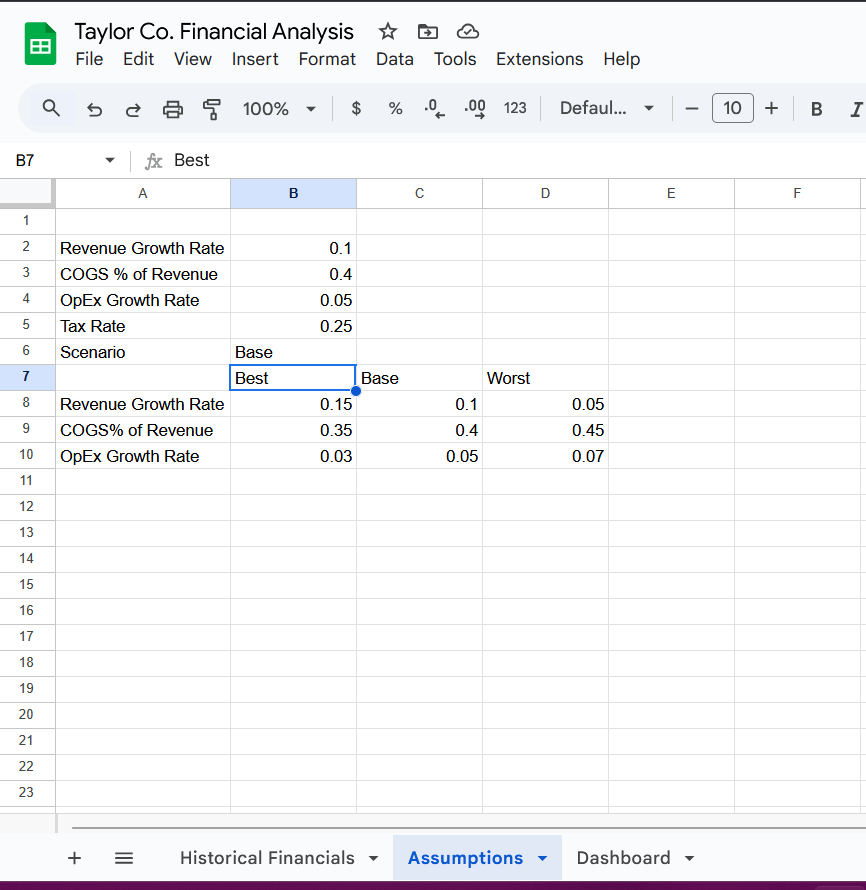 Taylor Co. Financial Analysis
File Edit View Insert Format Data Tools Extensions Help
100% $ % .0 .00 123 Defaul... 10 B I
B7 fx Best
A B C D E F
1
2 Revenue Growth Rate 0.1
3 COGS % of Revenue 0.4
4 OpEx Growth Rate 0.05
5 Tax Rate 0.25
6 Scenario Base
7 Best Base Worst
8 Revenue Growth Rate 0.15 0.1 0.05
9 COGS% of Revenue 0.35 0.4 0.45
10 OpEx Growth Rate 0.03 0.05 0.07
11
12
13
14
15
16
17
18
19
20
21
22
23
Historical Financials Assumptions Dashboard